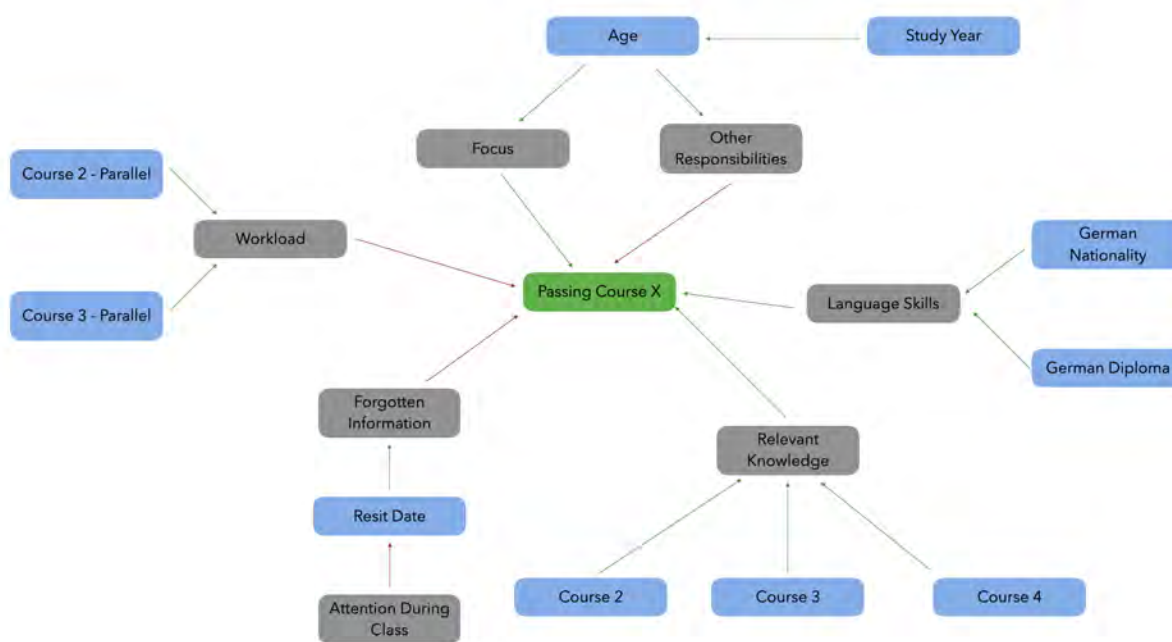 Age
Study Year
Focus
Other
Responsibilities
Course 2 - Parallel
Workload
Course 3 - Parallel
German
Nationality
Passing Course X
Language Skills
German Diploma
Forgotten
Information
Relevant
Knowledge
Resit Date
Course 2
Course 3
Course 4
Attention During
Class